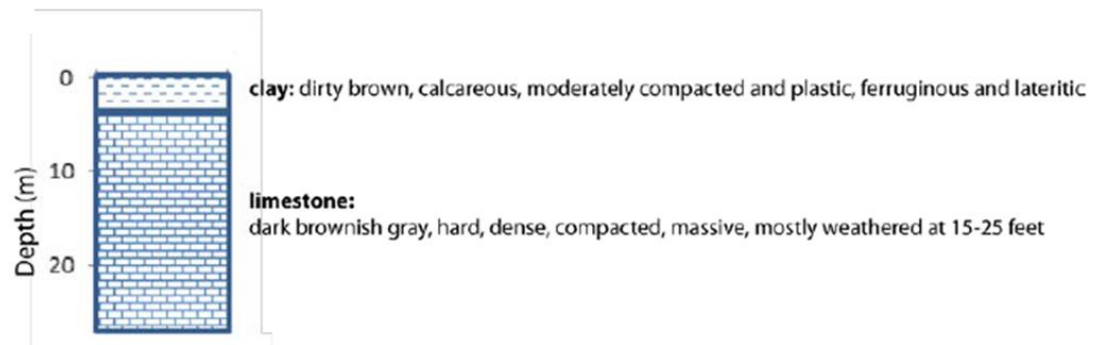 0
clay: dirty brown, calcareous, moderately compacted and plastic, ferruginous and lateritic
10
Depth (m)
limestone:
dark brownish gray, hard, dense, compacted, massive, mostly weathered at 15-25 feet
20